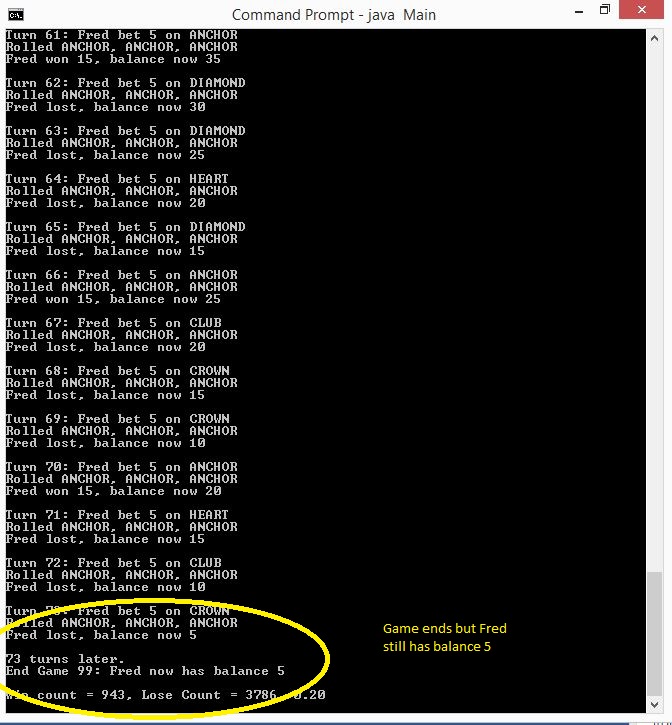 Command Prompt - java Main
Turn 61: Fred bet 5 on ANCHOR
Rolled ANCHOR, ANCHOR, ANCHOR
Fred won 15, balance now 35
Turn 62: Fred bet 5 on DIAMOND
Rolled ANCHOR, ANCHOR, ANCHOR
Fred lost, balance now 30
Turn 63: Fred bet 5 on DIAMOND
Rolled ANCHOR, ANCHOR, ANCHOR
Fred lost, balance now 25
Turn 64: Fred bet 5 on HEART
Rolled ANCHOR, ANCHOR, ANCHOR
Fred lost, balance now 20
Turn 65: Fred bet 5 on DIAMOND
Rolled ANCHOR, ANCHOR, ANCHOR
Fred lost, balance now 15
Turn 66: Fred bet 5 on ANCHOR
Rolled ANCHOR, ANCHOR, ANCHOR
Fred won 15, balance now 25
Turn 67: Fred bet 5 on CLUB
Rolled ANCHOR, ANCHOR, ANCHOR
Fred lost, balance now 20
Turn 68: Fred bet 5 on CROWN
Rolled ANCHOR, ANCHOR, ANCHOR
Fred lost, balance now 15
Turn 69: Fred bet 5 on CROWN
Rolled ANCHOR, ANCHOR, ANCHOR
Fred lost, balance now 10
Turn 70: Fred bet 5 on ANCHOR
Rolled ANCHOR, ANCHOR, ANCHOR
Fred won 15, balance now 20
Turn 71: Fred bet 5 on HEART
Rolled ANCHOR, ANCHOR, ANCHOR
Fred lost, balance now 15
Turn 72: Fred bet 5 on CLUB
Rolled ANCHOR, ANCHOR, ANCHOR
Fred lost, balance now 10
Turn 73: Fred bet 5 on CROWN
Rolled ANCHOR, ANCHOR, ANCHOR
Fred lost, balance now 5
73 turns later.
End Game 99: Fred now has balance 5
Win count = 943, Lose Count = 3786, 0.20
Game ends but Fred
still has balance 5